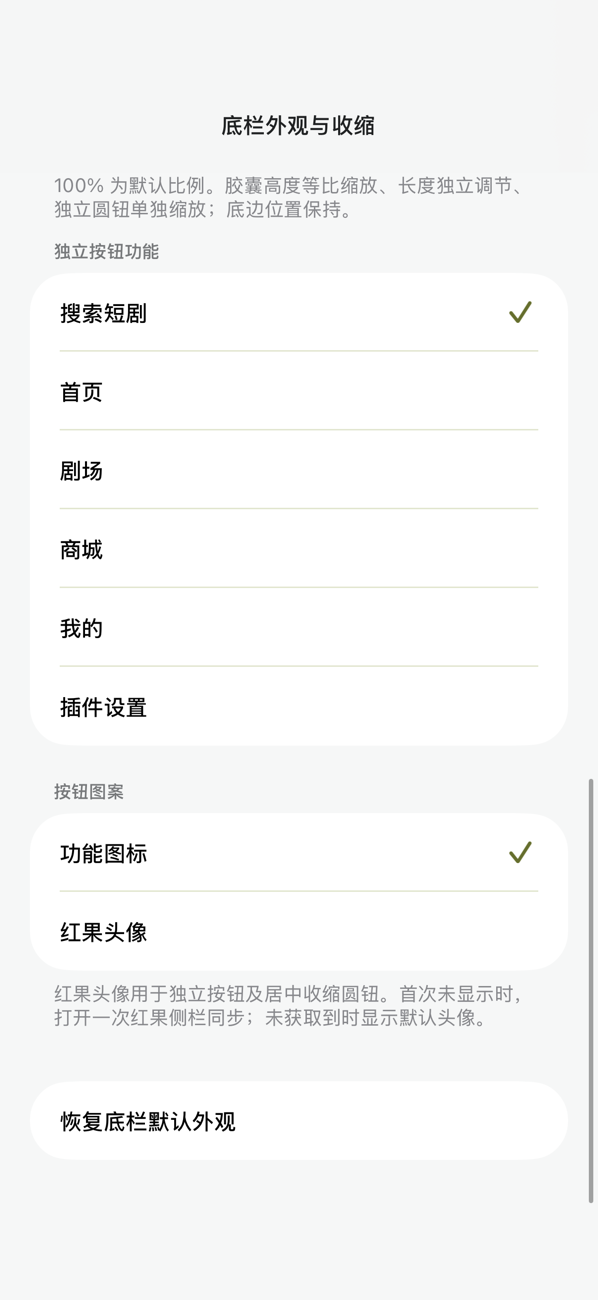 底栏外观与收缩
100% 为默认比例。胶囊高度等比缩放、长度独立调节、
独立圆钮单独缩放；底边位置保持。
独立按钮功能
搜索短剧
首页
剧场
商城
我的
插件设置
按钮图案
功能图标
红果头像
红果头像用于独立按钮及居中收缩圆钮。首次未显示时，
打开一次红果侧栏同步；未获取到时显示默认头像。
恢复底栏默认外观